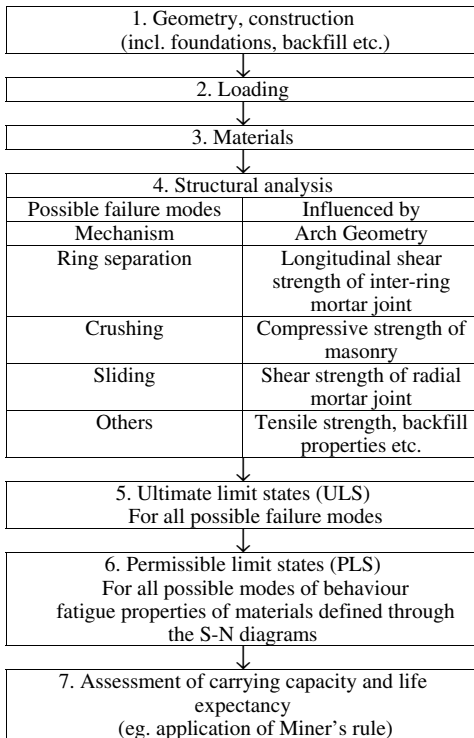 1. Geometry, construction
(incl. foundations, backfill etc.)
2. Loading
3. Materials
4. Structural analysis
Possible failure modes
Influenced by
Mechanism
Arch Geometry
Ring separation
Longitudinal shear
strength of inter-ring
mortar joint
Crushing
Compressive strength of
masonry
Sliding
Shear strength of radial
mortar joint
Others
Tensile strength, backfill
properties etc.
5. Ultimate limit states (ULS)
For all possible failure modes
6. Permissible limit states (PLS)
For all possible modes of behaviour
fatigue properties of materials defined through
the S-N diagrams
7. Assessment of carrying capacity and life
expectancy
(eg. application of Miner's rule)